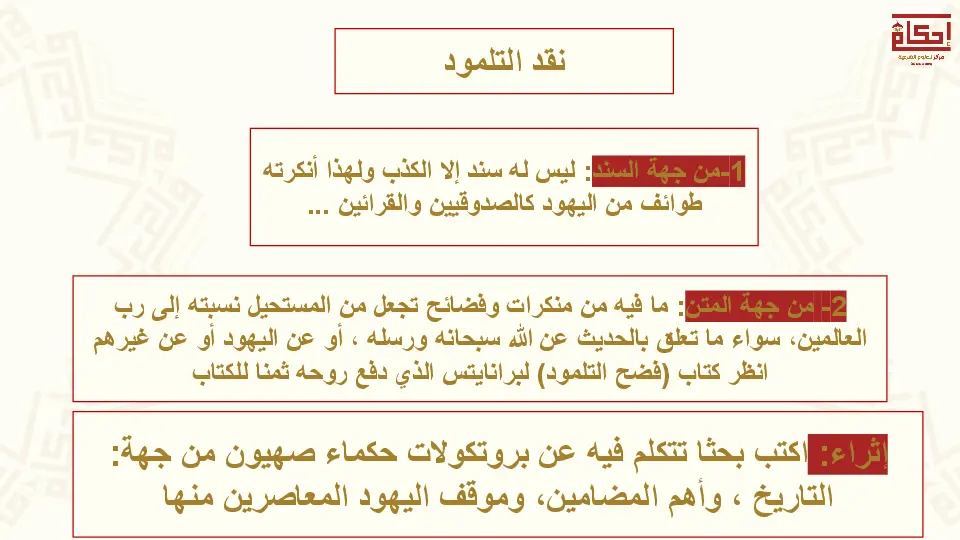 إحكام
مركز للعلوم الشرعية
نقد التلمود
1-من جهة السند: ليس له سند إلا الكذب ولهذا أنكرته
طوائف من اليهود كالصدوقيين والقرائين ...
2- من جهة المتن: ما فيه من منكرات وفضائح تجعل من المستحيل نسبته إلى رب
العالمين، سواء ما تعلق بالحديث عن الله سبحانه ورسله ، أو عن اليهود أو عن غيرهم
انظر كتاب (فضح التلمود) لبرانايتس الذي دفع روحه ثمنا للكتاب
إثراء: اكتب بحثا تتكلم فيه عن بروتكولات حكماء صهيون من جهة:
التاريخ ، وأهم المضامين، وموقف اليهود المعاصرين منها